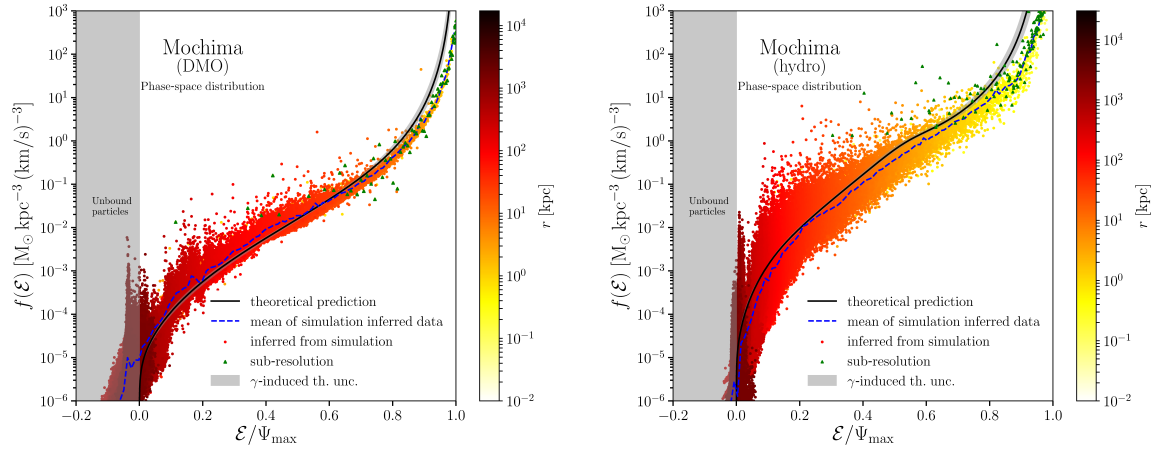 Mochima
(DMO)
Phase-space distribution
Unbound
particles
theoretical prediction
mean of simulation inferred data
inferred from simulation
sub-resolution
γ-induced th. unc.
10³
10²
10¹
10⁰
10⁻¹
10⁻²
10⁻³
10⁻⁴
10⁻⁵
10⁻⁶
f(ℰ) [M⊙ kpc⁻³ (km/s)⁻³]
−0.2
0.0
0.2
0.4
0.6
0.8
1.0
ℰ/Ψmax
10⁴
10³
10²
10¹
10⁰
10⁻¹
10⁻²
r [kpc]
Mochima
(hydro)
Phase-space distribution
Unbound
particles
theoretical prediction
mean of simulation inferred data
inferred from simulation
sub-resolution
γ-induced th. unc.
10³
10²
10¹
10⁰
10⁻¹
10⁻²
10⁻³
10⁻⁴
10⁻⁵
10⁻⁶
f(ℰ) [M⊙ kpc⁻³ (km/s)⁻³]
−0.2
0.0
0.2
0.4
0.6
0.8
1.0
ℰ/Ψmax
10⁴
10³
10²
10¹
10⁰
10⁻¹
10⁻²
r [kpc]